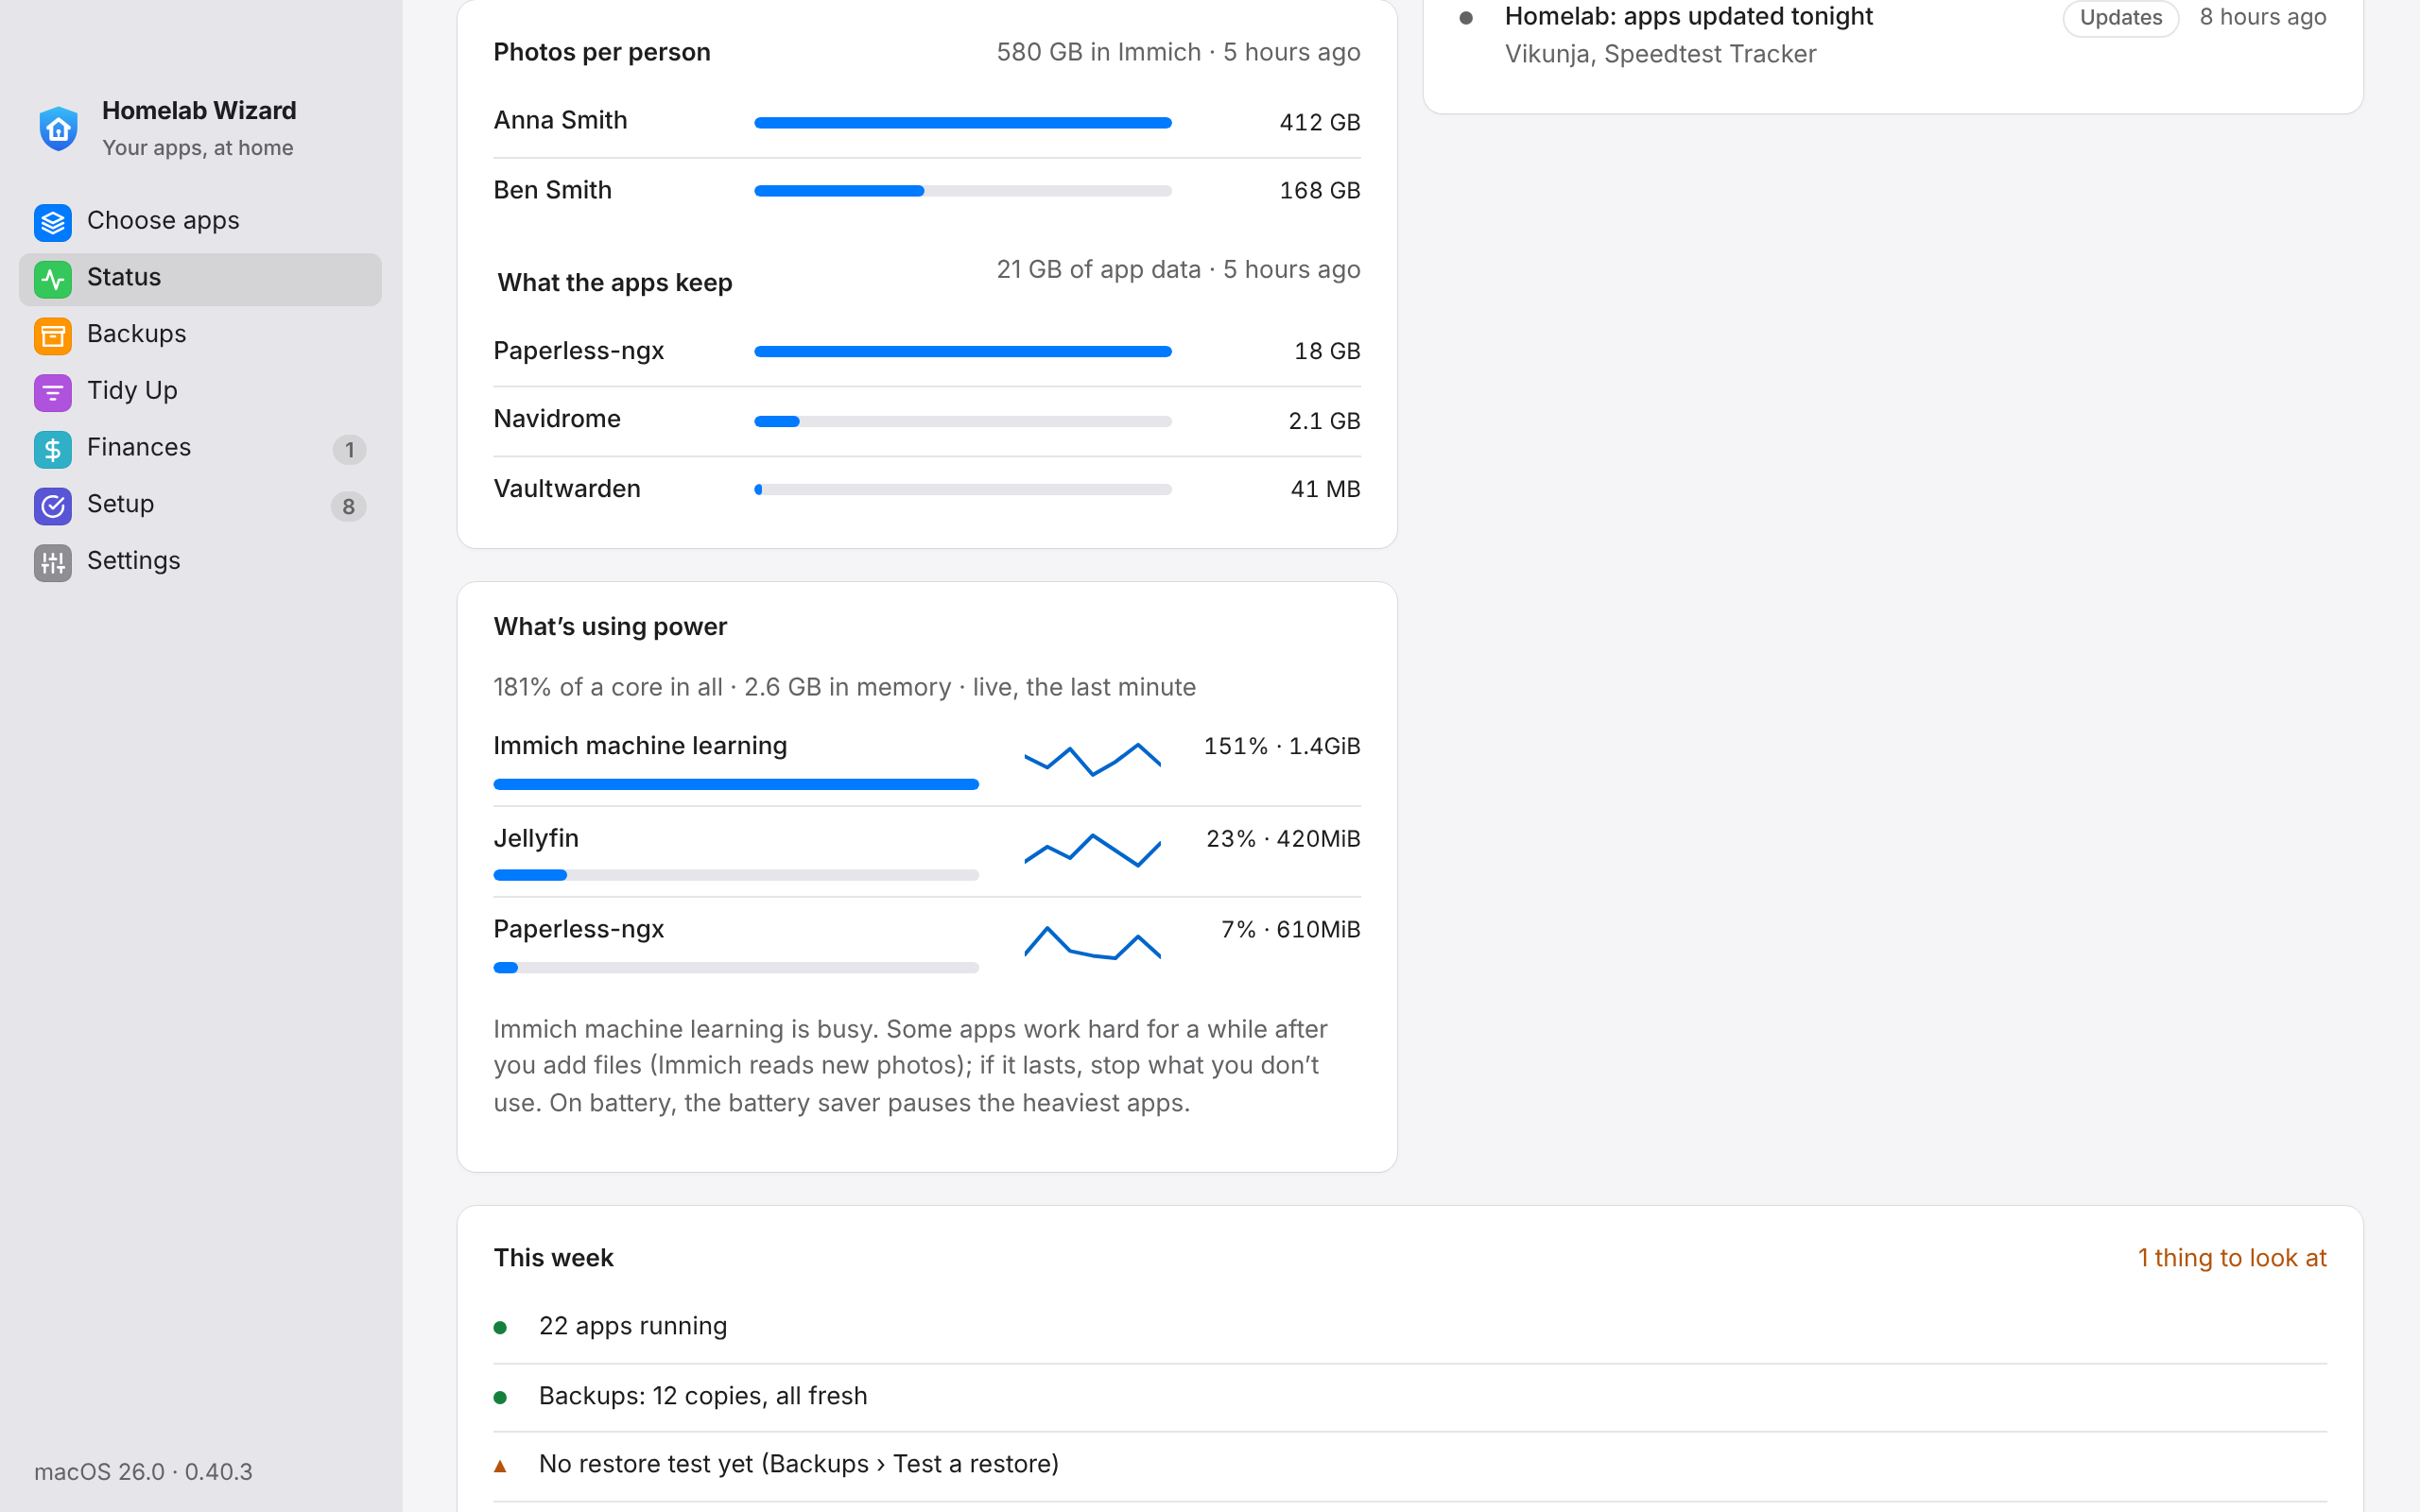 Homelab Wizard
Your apps, at home
Choose apps
Status
Backups
Tidy Up
Finances 1
Setup 8
Settings
macOS 26.0 · 0.40.3
Photos per person 580 GB in Immich · 5 hours ago
Anna Smith 412 GB
Ben Smith 168 GB
What the apps keep 21 GB of app data · 5 hours ago
Paperless-ngx 18 GB
Navidrome 2.1 GB
Vaultwarden 41 MB
What’s using power
181% of a core in all · 2.6 GB in memory · live, the last minute
Immich machine learning 151% · 1.4GiB
Jellyfin 23% · 420MiB
Paperless-ngx 7% · 610MiB
Immich machine learning is busy. Some apps work hard for a while after
you add files (Immich reads new photos); if it lasts, stop what you don’t
use. On battery, the battery saver pauses the heaviest apps.
Homelab: apps updated tonight Updates 8 hours ago
Vikunja, Speedtest Tracker
This week 1 thing to look at
22 apps running
Backups: 12 copies, all fresh
No restore test yet (Backups › Test a restore)